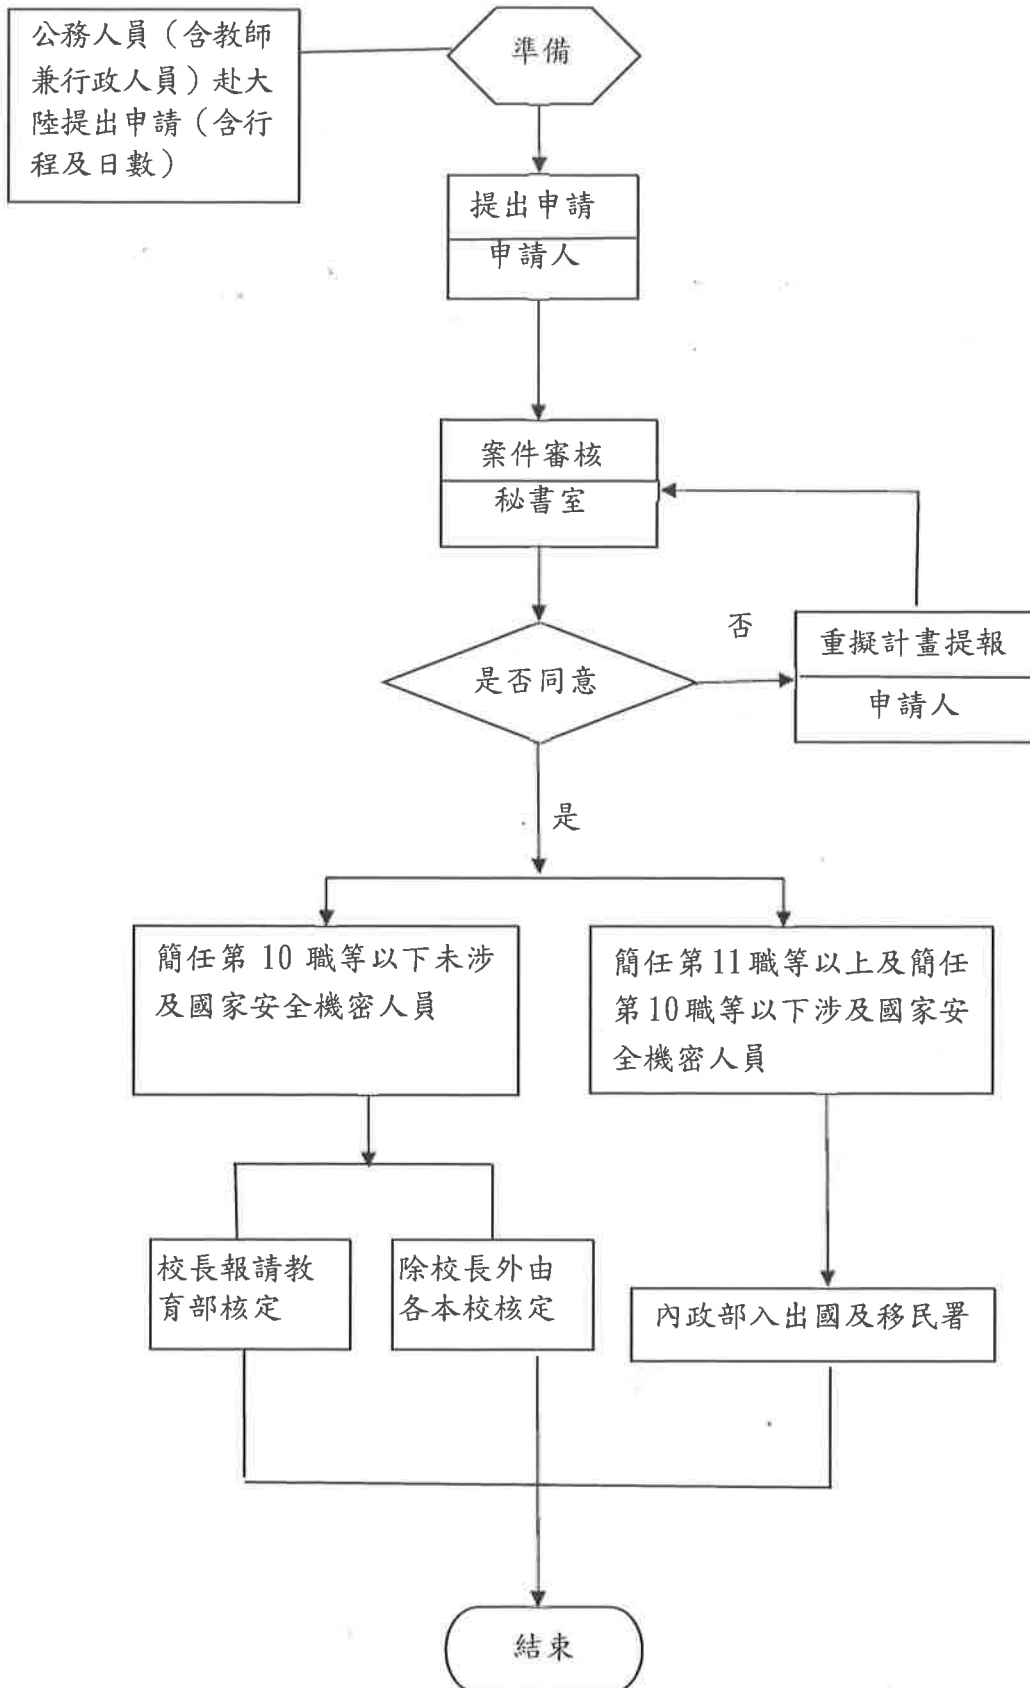 公務人員（含教師
兼行政人員）赴大
陸提出申請（含行
程及日數）
準備
提出申請
申請人
案件審核
秘書室
是否同意
否
重擬計畫提報
申請人
是
簡任第 10 職等以下未涉
及國家安全機密人員
簡任第11職等以上及簡任
第10職等以下涉及國家安
全機密人員
校長報請教
育部核定
除校長外由
各本校核定
內政部入出國及移民署
結束